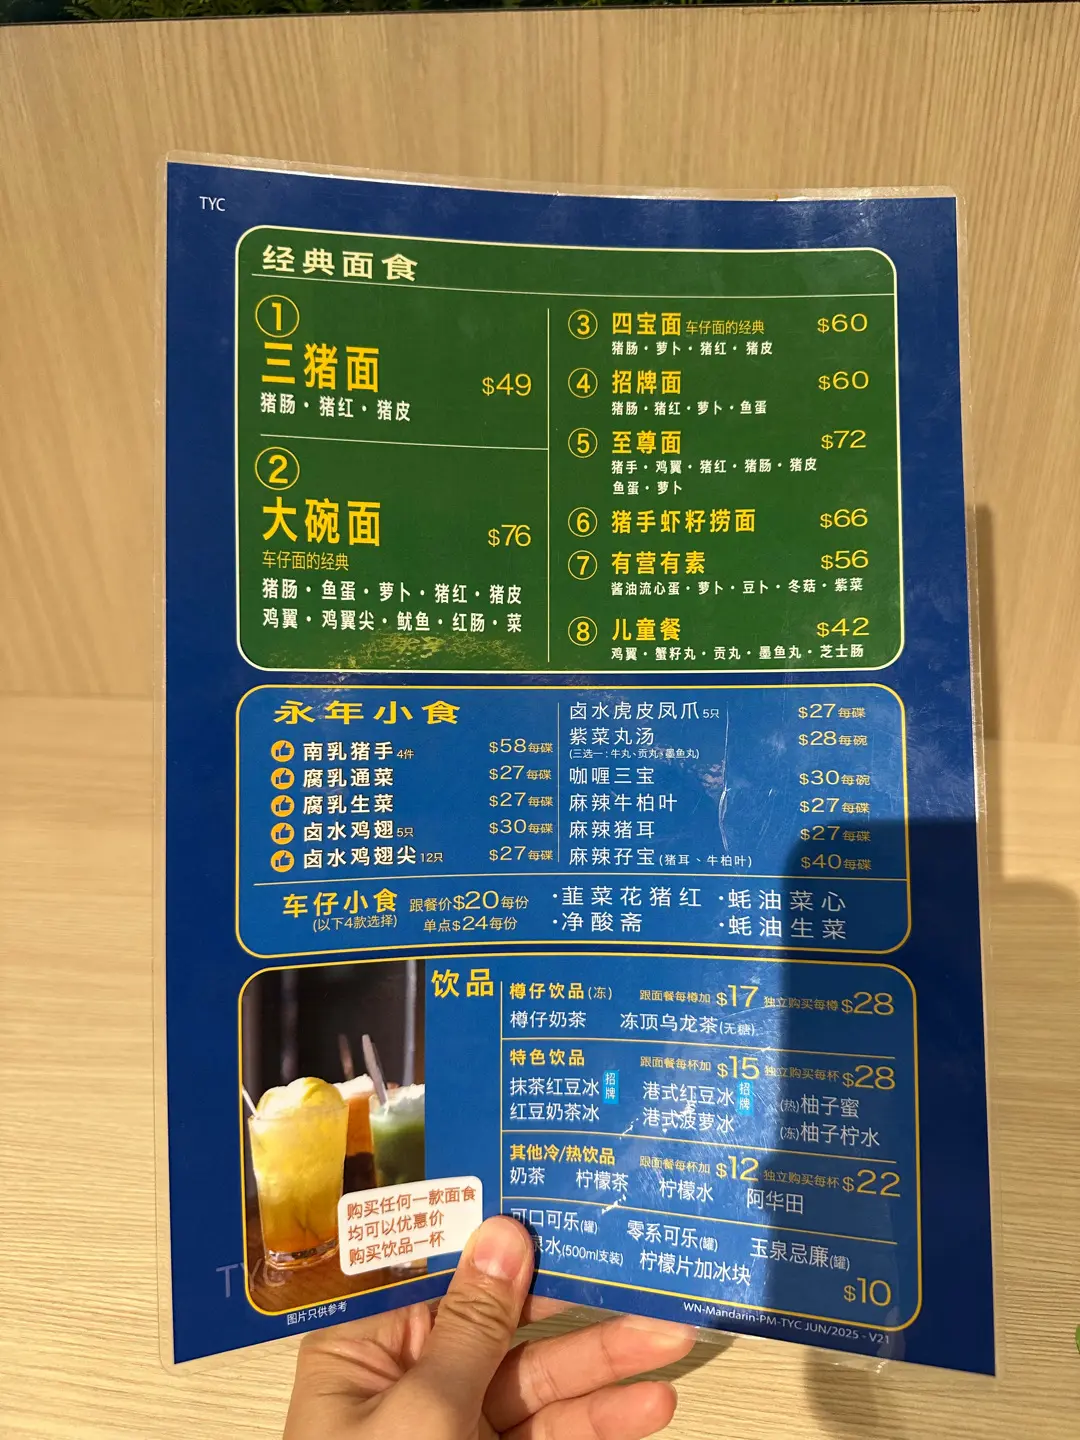 TYC
经典面食
①
三猪面 $49
猪肠・猪红・猪皮
②
大碗面 $76
车仔面的经典
猪肠・鱼蛋・萝卜・猪红・猪皮
鸡翼・鸡翼尖・鱿鱼・红肠・菜
③ 四宝面 车仔面的经典 $60
猪肠・萝卜・猪红・猪皮
④ 招牌面 $60
猪肠・猪红・萝卜・鱼蛋
⑤ 至尊面 $72
猪手・鸡翼・猪红・猪肠・猪皮
鱼蛋・萝卜
⑥ 猪手虾籽捞面 $66
⑦ 有营有素 $56
酱油流心蛋・萝卜・豆卜・冬菇・紫菜
⑧ 儿童餐 $42
鸡翼・蟹籽丸・贡丸・墨鱼丸・芝士肠
永年小食
南乳猪手 4件 $58每碟
腐乳通菜 $27每碟
腐乳生菜 $27每碟
卤水鸡翅 5只 $30每碟
卤水鸡翅尖 12只 $27每碟
卤水虎皮凤爪 5只 $27每碟
紫菜丸汤 $28每碗
(三选一：牛丸、贡丸、墨鱼丸)
咖喱三宝 $30每碗
麻辣牛柏叶 $27每碟
麻辣猪耳 $27每碟
麻辣孖宝 (猪耳、牛柏叶) $40每碟
车仔小食 跟餐价$20每份
(以下4款选择) 单点$24每份
・韮菜花猪红 ・蚝油菜心
・净酸斋 ・蚝油生菜
饮品
樽仔饮品(冻) 跟面餐每樽加 $17 独立购买每樽 $28
樽仔奶茶 冻顶乌龙茶(无糖)
特色饮品 跟面餐每杯加 $15 独立购买每杯 $28
抹茶红豆冰 招牌 港式红豆冰 招牌 (热)柚子蜜
红豆奶茶冰 港式菠萝冰 (冻)柚子柠水
其他冷/热饮品 跟面餐每杯加 $12 独立购买每杯 $22
奶茶 柠檬茶 柠檬水 阿华田
可口可乐(罐) 零系可乐(罐) 玉泉忌廉(罐)
泉水(500ml支装) 柠檬片加冰块 $10
购买任何一款面食
均可以优惠价
购买饮品一杯
TYC
图片只供参考
WN-Mandarin-PM-TYC JUN/2025 - V21